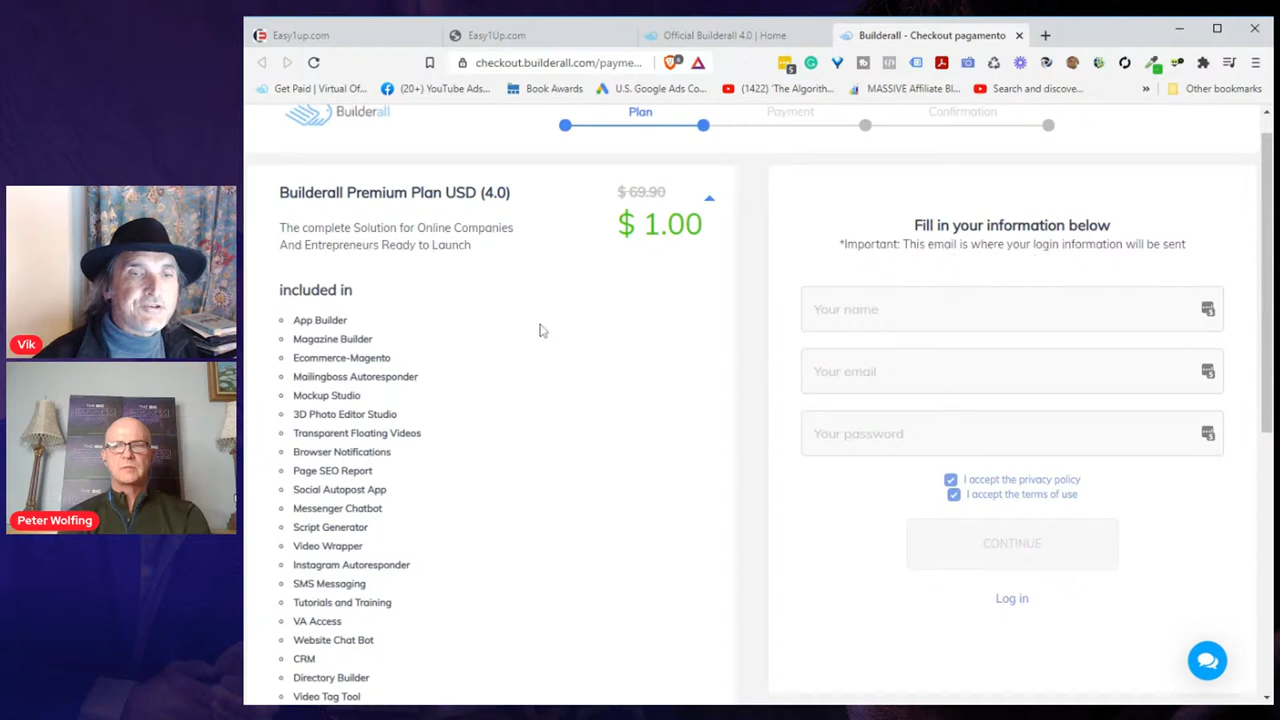 Easy1up.com
Easy1Up.com
Official Builderall 4.0 | Home
Builderall - Checkout pagamento
checkout.builderall.com/payme...
Get Paid | Virtual Of...
(20+) YouTube Ads...
Book Awards
U.S. Google Ads Co...
(1422) 'The Algorith...
MASSIVE Affiliate Bl...
Search and discove...
Other bookmarks
Builderall
Plan
Payment
Confirmation
Builderall Premium Plan USD (4.0)
$ 69.90
$ 1.00
The complete Solution for Online Companies
And Entrepreneurs Ready to Launch
included in
App Builder
Magazine Builder
Ecommerce-Magento
Mailingboss Autoresponder
Mockup Studio
3D Photo Editor Studio
Transparent Floating Videos
Browser Notifications
Page SEO Report
Social Autopost App
Messenger Chatbot
Script Generator
Video Wrapper
Instagram Autoresponder
SMS Messaging
Tutorials and Training
VA Access
Website Chat Bot
CRM
Directory Builder
Video Tag Tool
Fill in your information below
*Important: This email is where your login information will be sent
Your name
Your email
Your password
I accept the privacy policy
I accept the terms of use
CONTINUE
Log in
Vik
Peter Wolfing